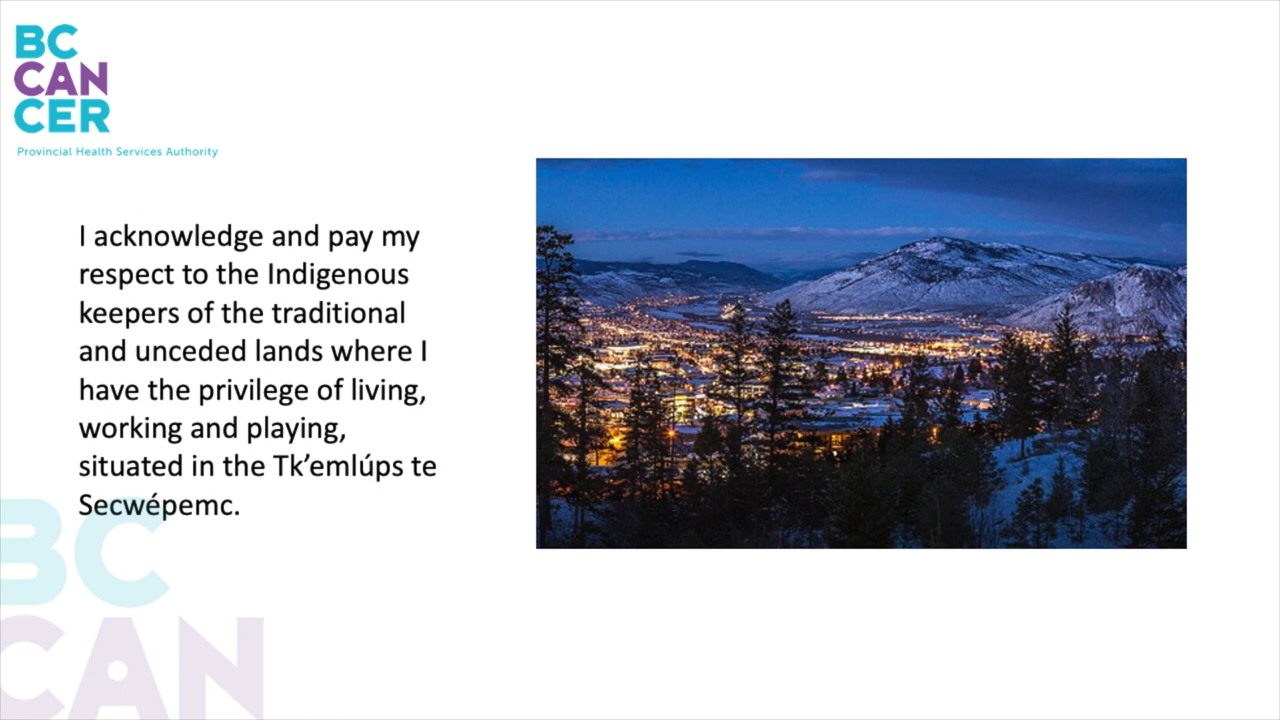 BC
CAN
CER
Provincial Health Services Authority
I acknowledge and pay my
respect to the Indigenous
keepers of the traditional
and unceded lands where I
have the privilege of living,
working and playing,
situated in the Tk’emlúps te
Secwépemc.
BC
CAN